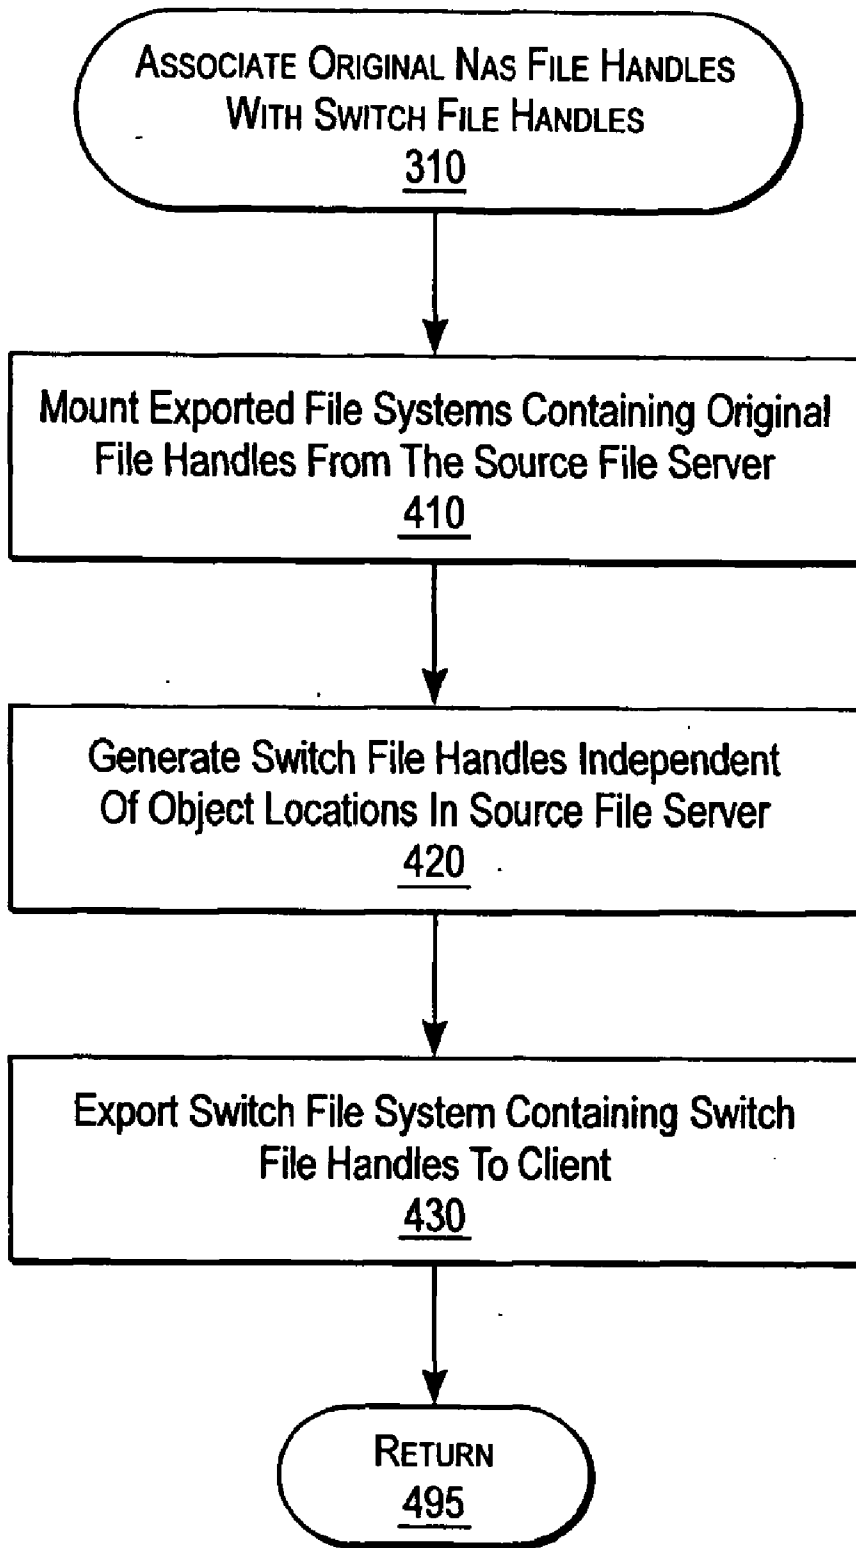 ASSOCIATE ORIGINAL NAS FILE HANDLES
WITH SWITCH FILE HANDLES
310
Mount Exported File Systems Containing Original
File Handles From The Source File Server
410
Generate Switch File Handles Independent
Of Object Locations In Source File Server
420
Export Switch File System Containing Switch
File Handles To Client
430
RETURN
495